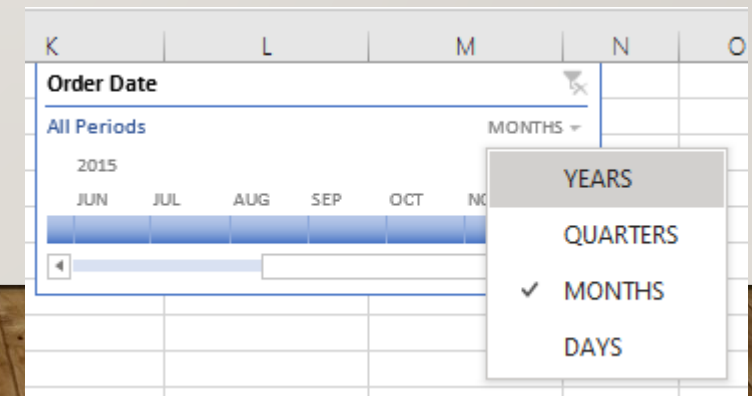 K L M N O
Order Date
All Periods MONTHS
2015
JUN JUL AUG SEP OCT
YEARS
QUARTERS
MONTHS
DAYS